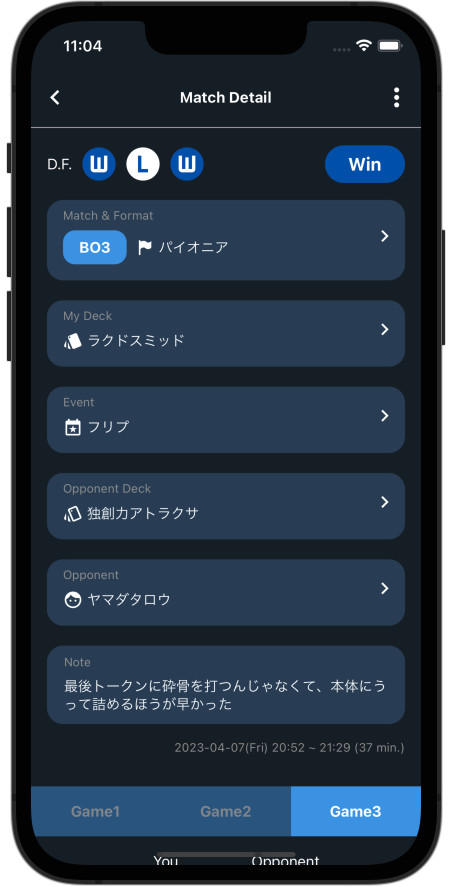 11:04
Match Detail
D.F. W L W Win
Match & Format
BO3 パイオニア
My Deck
ラクドスミッド
Event
フリプ
Opponent Deck
独創力アトラクサ
Opponent
ヤマダタロウ
Note
最後トークンに砕骨を打つんじゃなくて、本体にう
って詰めるほうが早かった
2023-04-07(Fri) 20:52 ~ 21:29 (37 min.)
Game1 Game2 Game3
You Opponent